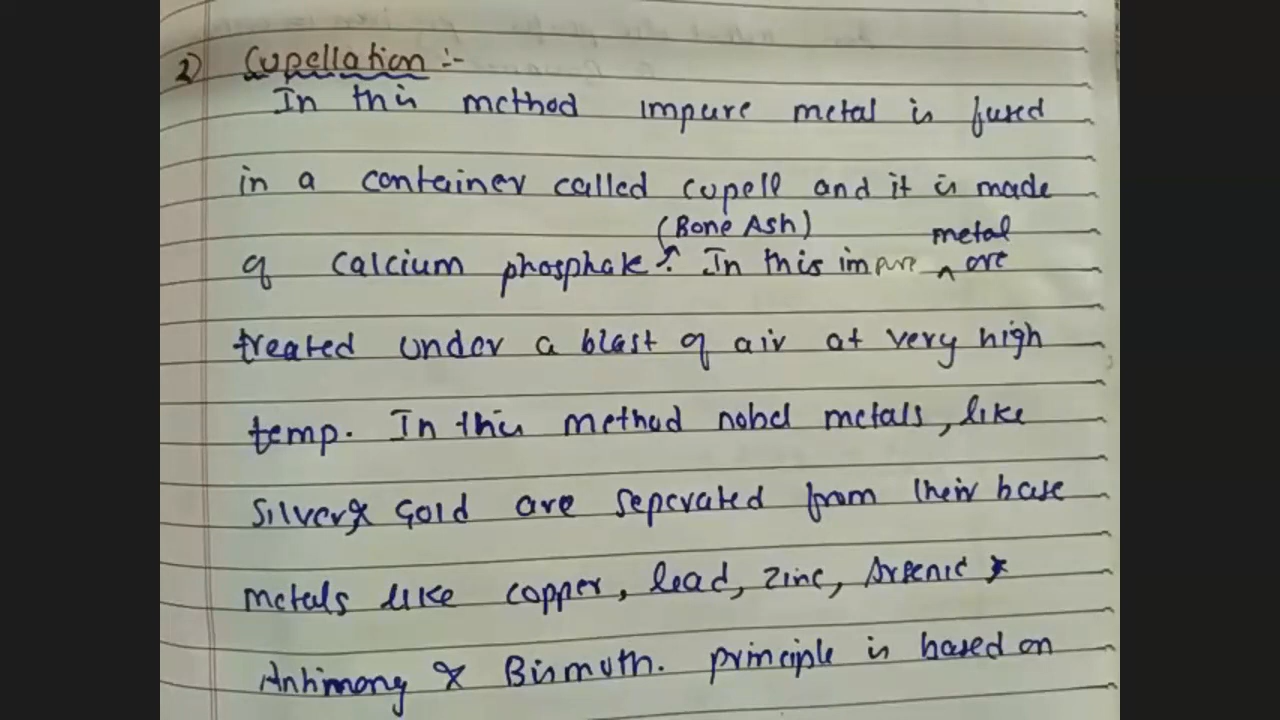 2) Cupellation :-
In this method impure metal is fused
in a container called cupell and it is made
(Bone Ash) metal
of calcium phosphate. In this impure ^ are
treated under a blast of air at very high
temp. In this method nobel metals, like
Silver & Gold are seperated from their base
metals like copper, lead, zinc, Arsenic &
Antimony & Bismuth. principle is based on